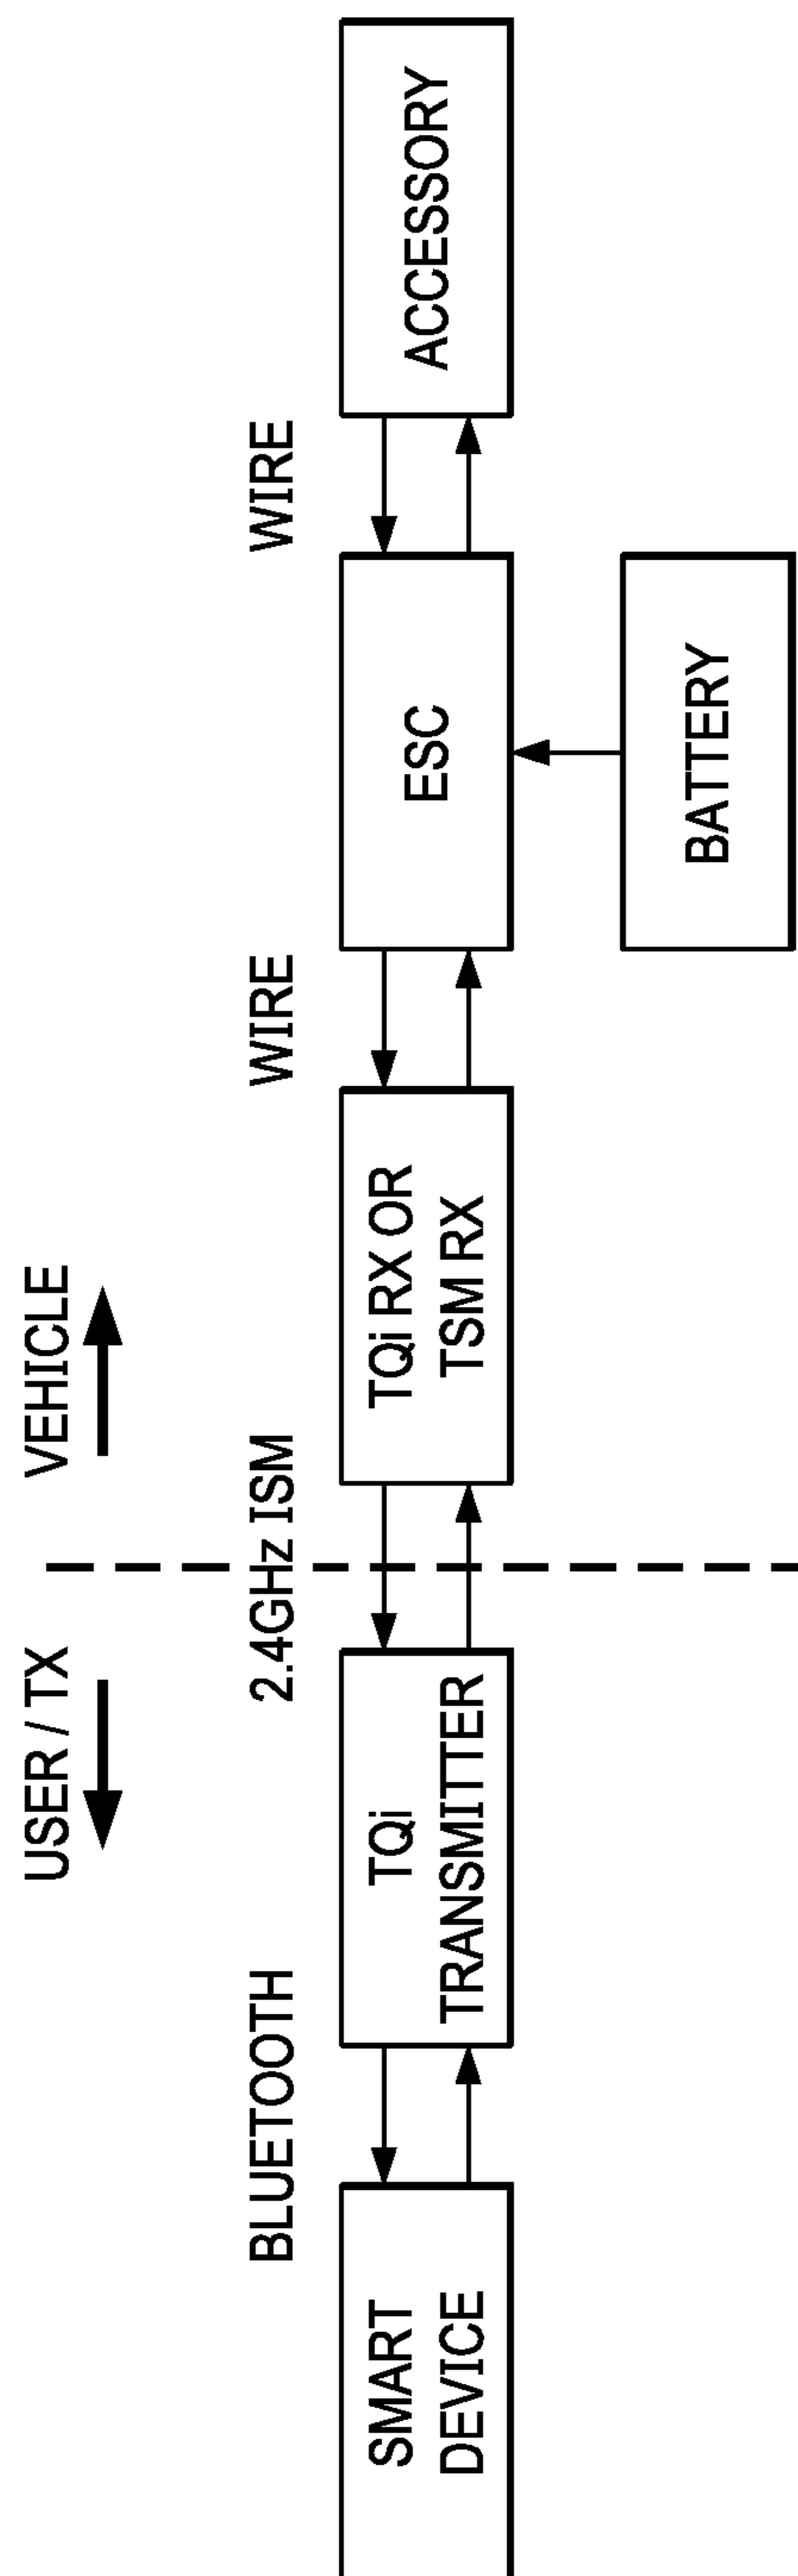 USER / TX
VEHICLE
BLUETOOTH
2.4GHz ISM
WIRE
WIRE
SMART
DEVICE
TQi
TRANSMITTER
TQi RX OR
TSM RX
ESC
ACCESSORY
BATTERY